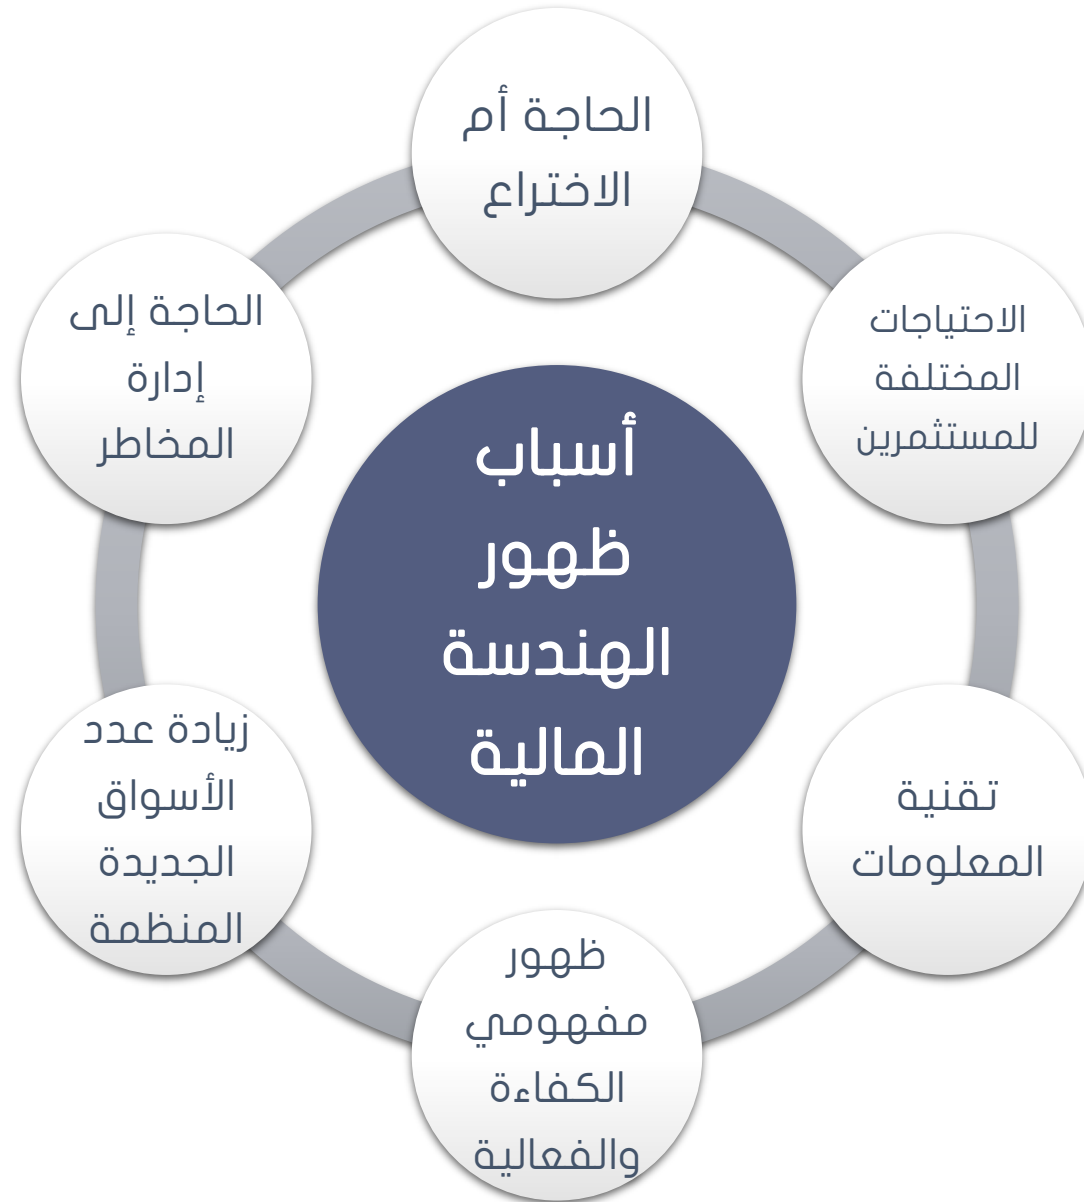 أسباب
ظهور
الهندسة
المالية
الحاجة أم
الاختراع
الاحتياجات
المختلفة
للمستثمرين
تقنية
المعلومات
ظهور
مفهومي
الكفاءة
والفعالية
زيادة عدد
الأسواق
الجديدة
المنظمة
الحاجة إلى
إدارة
المخاطر